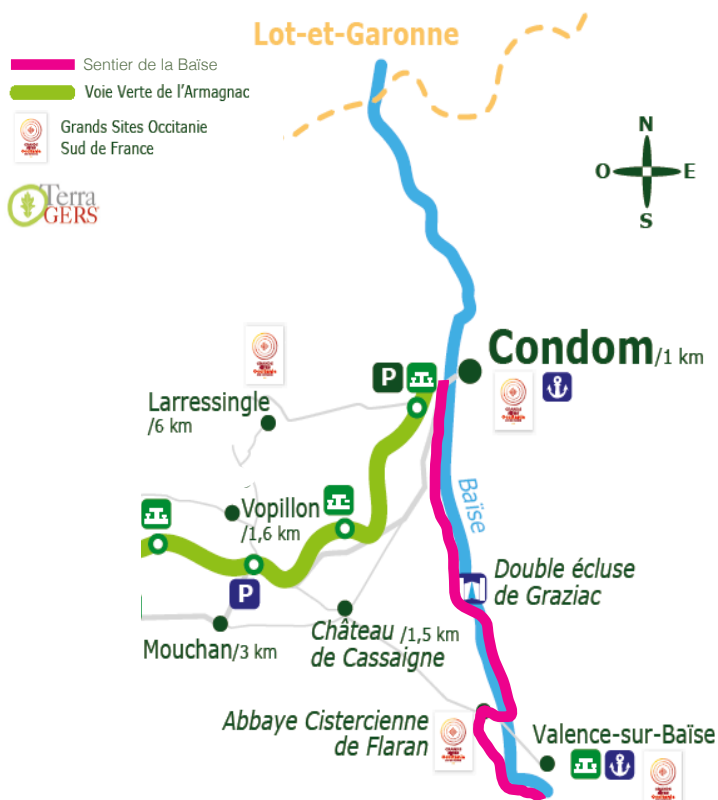 Lot-et-Garonne
Sentier de la Baïse
Voie Verte de l'Armagnac
Grands Sites Occitanie
Sud de France
Terra
GERS
N
O E
S
Condom/1 km
P
Larressingle
/6 km
Baïse
Vopillon
/1,6 km
Double écluse
de Graziac
P
Château /1,5 km
de Cassaigne
Mouchan/3 km
Abbaye Cistercienne
de Flaran
Valence-sur-Baïse